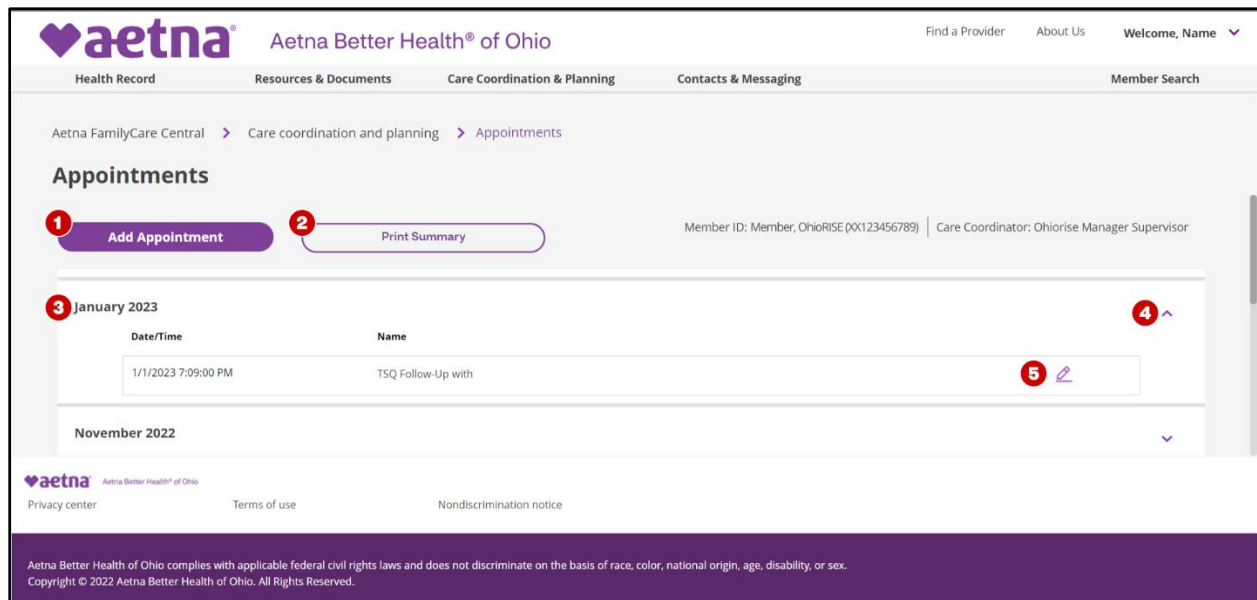 aetna® Aetna Better Health® of Ohio Find a Provider About Us Welcome, Name
Health Record Resources & Documents Care Coordination & Planning Contacts & Messaging Member Search
Aetna FamilyCare Central > Care coordination and planning > Appointments
Appointments
1 Add Appointment 2 Print Summary Member ID: Member, OhioRISE (XX123456789) | Care Coordinator: Ohiorise Manager Supervisor
3 January 2023 4
Date/Time Name
1/1/2023 7:09:00 PM TSQ Follow-Up with 5
November 2022
aetna® Aetna Better Health® of Ohio
Privacy center Terms of use Nondiscrimination notice
Aetna Better Health of Ohio complies with applicable federal civil rights laws and does not discriminate on the basis of race, color, national origin, age, disability, or sex.
Copyright © 2022 Aetna Better Health of Ohio. All Rights Reserved.